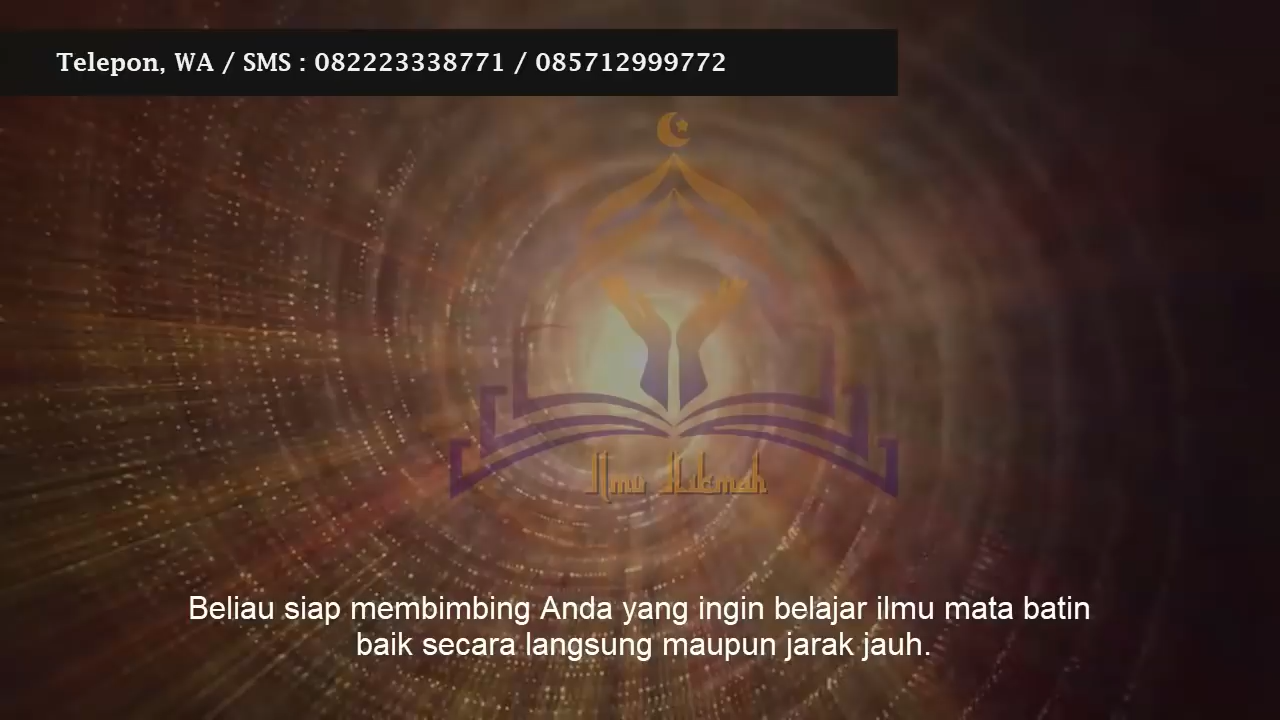 Telepon, WA / SMS : 082223338771 / 085712999772
Ilmu Hikmah
Beliau siap membimbing Anda yang ingin belajar ilmu mata batin
baik secara langsung maupun jarak jauh.